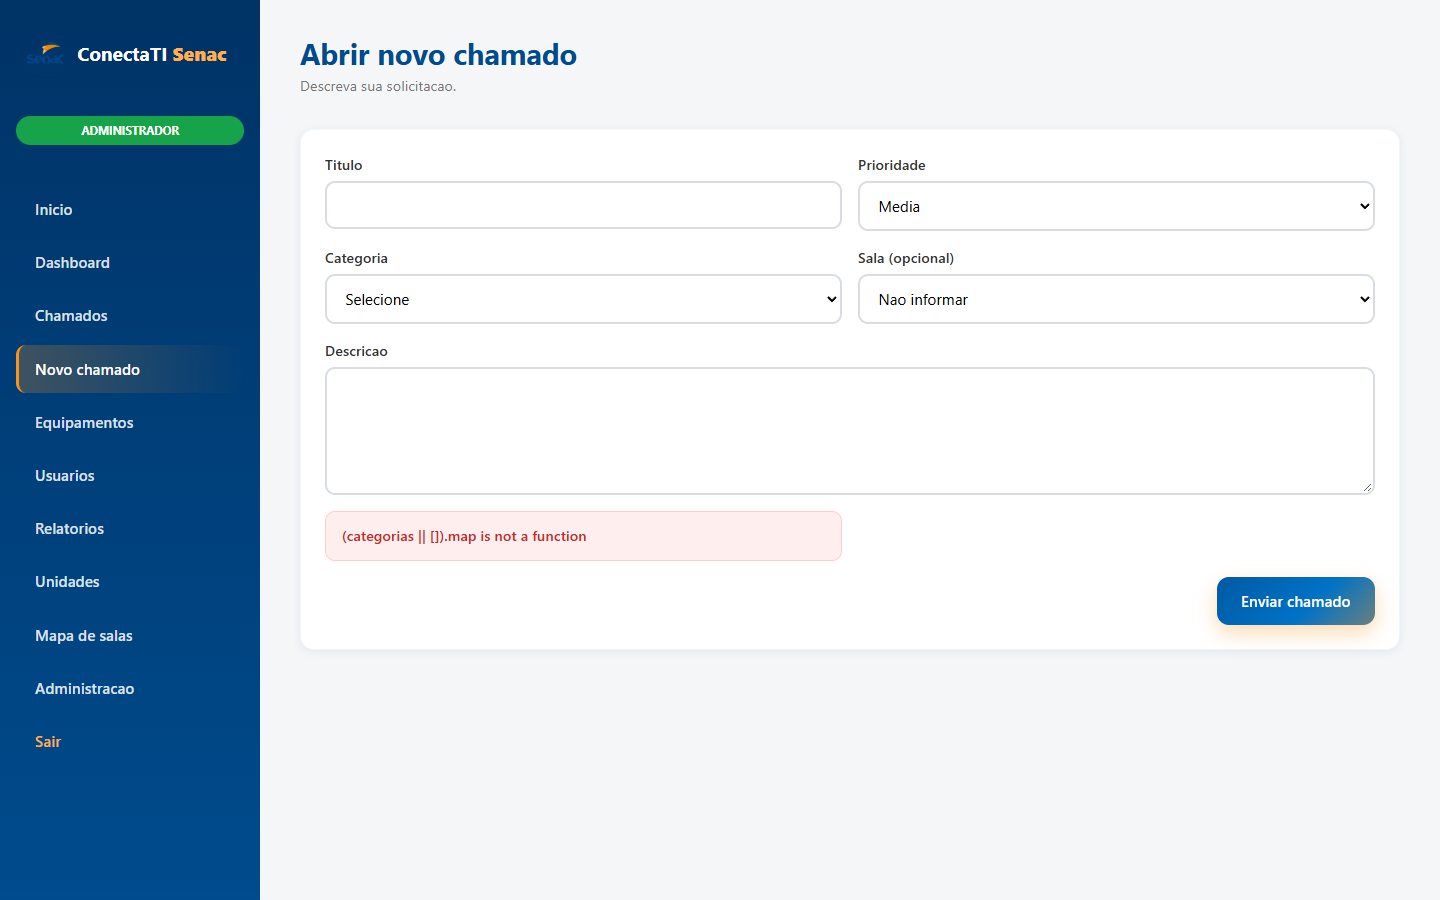 Senac
ConectaTI Senac
ADMINISTRADOR
Inicio
Dashboard
Chamados
Novo chamado
Equipamentos
Usuarios
Relatorios
Unidades
Mapa de salas
Administracao
Sair
Abrir novo chamado
Descreva sua solicitacao.
Titulo
Prioridade
Media
Categoria
Sala (opcional)
Selecione
Nao informar
Descricao
(categorias || []).map is not a function
Enviar chamado